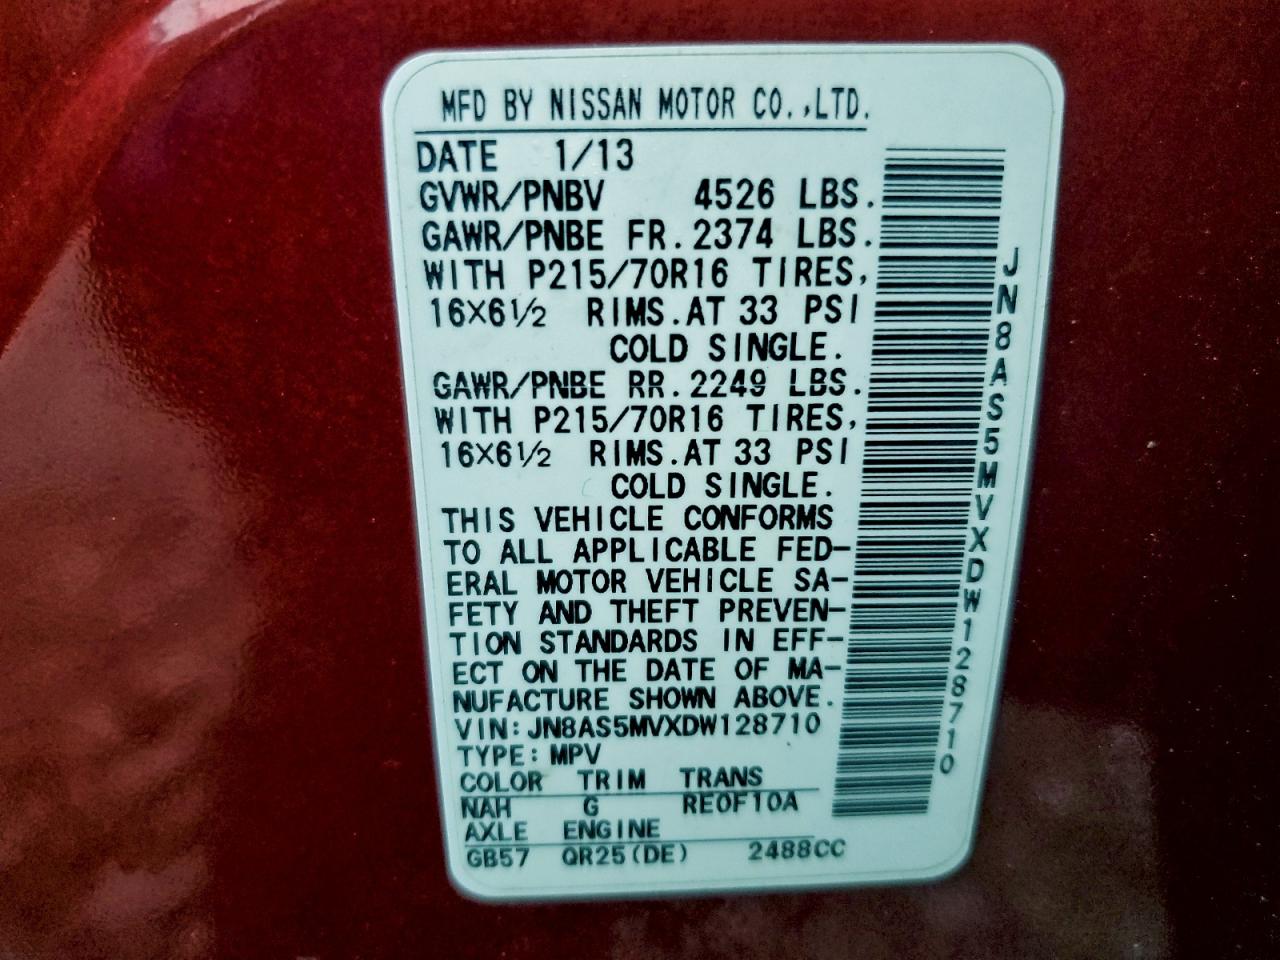 MFD BY NISSAN MOTOR CO.,LTD.
DATE 1/13
GVWR/PNBV 4526 LBS.
GAWR/PNBE FR.2374 LBS.
WITH P215/70R16 TIRES,
16×6½ RIMS.AT 33 PSI
COLD SINGLE.
GAWR/PNBE RR.2249 LBS.
WITH P215/70R16 TIRES,
16×6½ RIMS.AT 33 PSI
COLD SINGLE.
THIS VEHICLE CONFORMS
TO ALL APPLICABLE FED-
ERAL MOTOR VEHICLE SA-
FETY AND THEFT PREVEN-
TION STANDARDS IN EFF-
ECT ON THE DATE OF MA-
NUFACTURE SHOWN ABOVE.
VIN:JN8AS5MVXDW128710
TYPE:MPV
COLOR TRIM TRANS
NAH G RE0F10A
AXLE ENGINE
GB57 QR25(DE) 2488CC
JN8AS5MVXDW128710